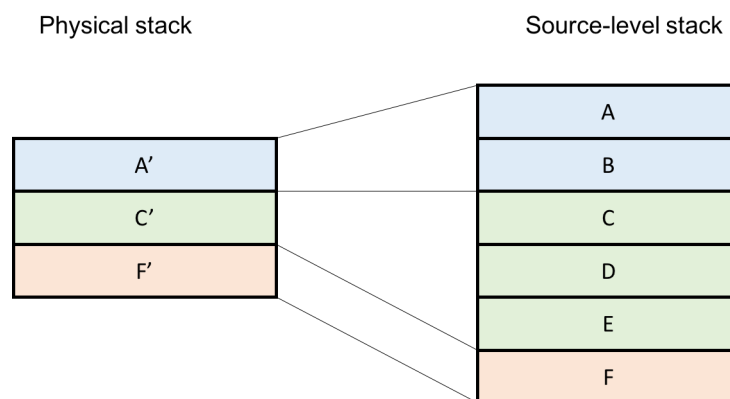 Physical stack
Source-level stack
A’
C’
F’
A
B
C
D
E
F